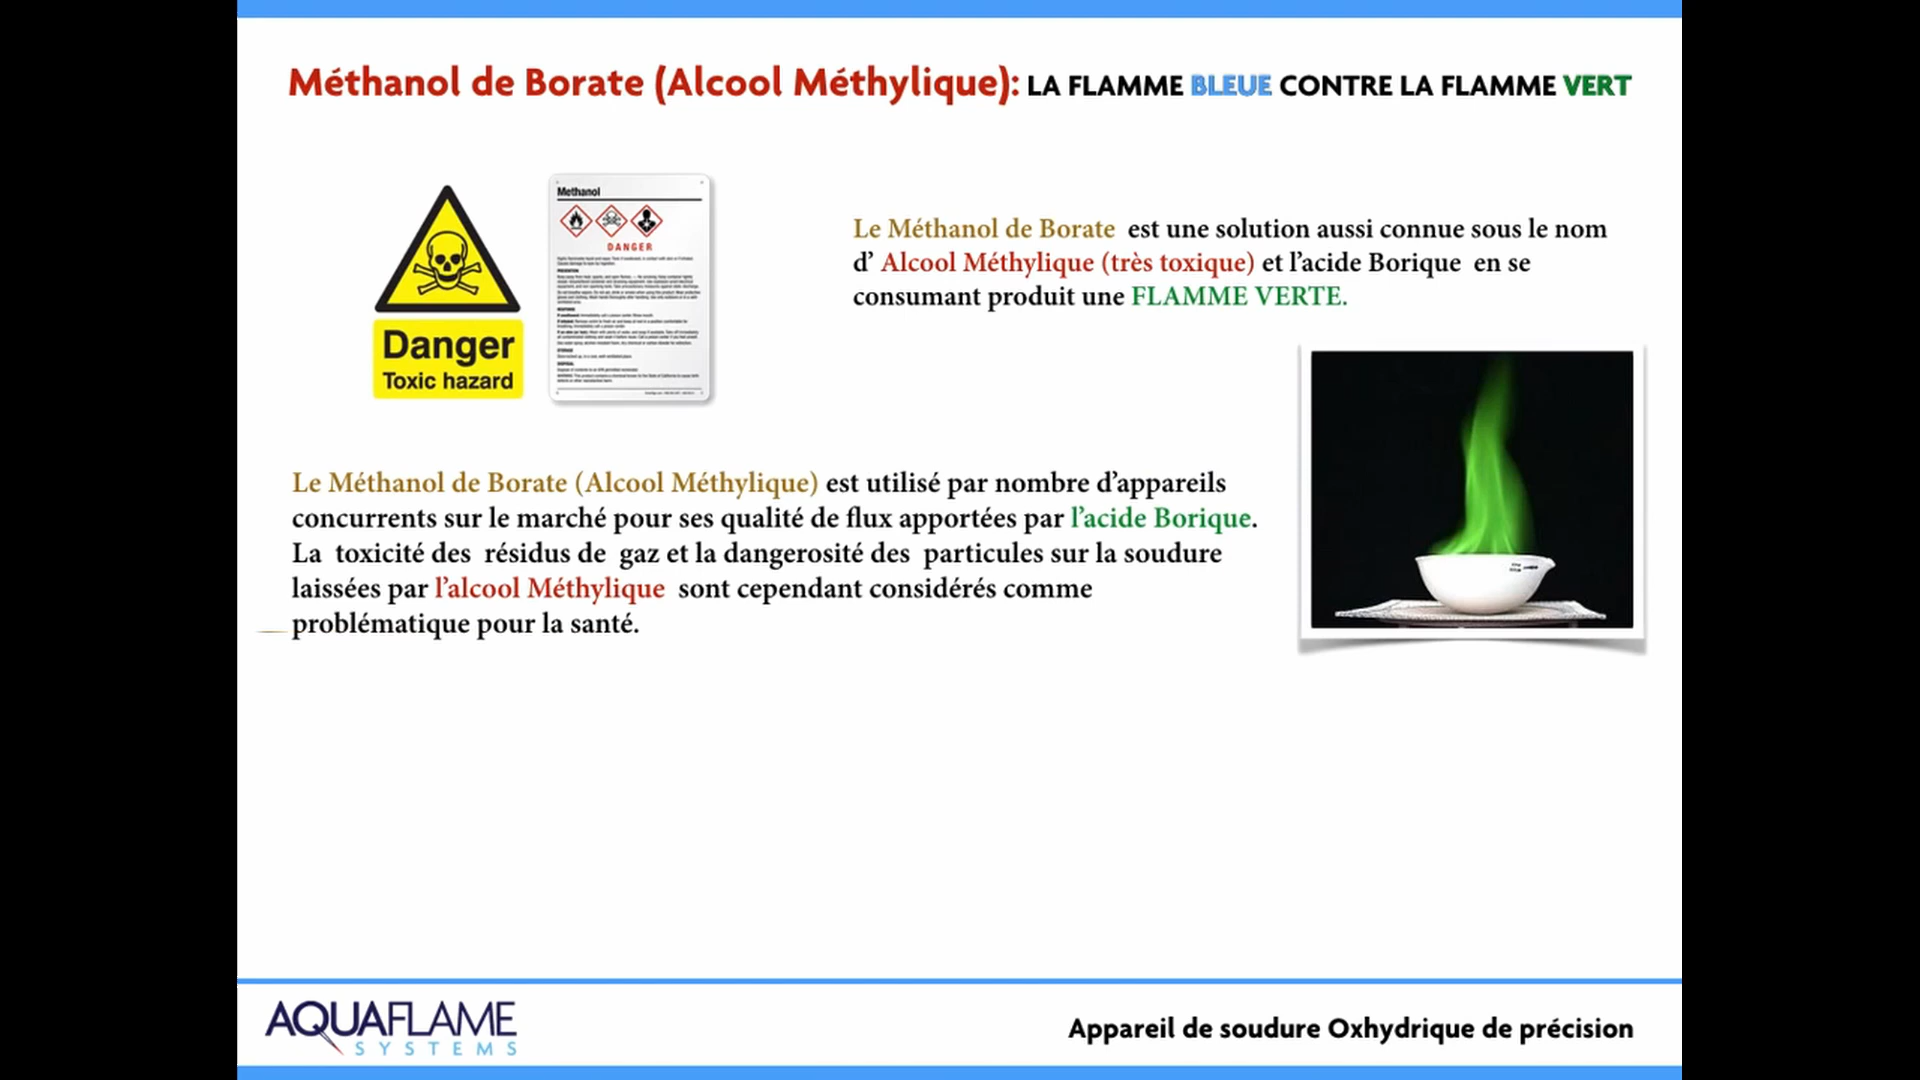 Méthanol de Borate (Alcool Méthylique): LA FLAMME BLEUE CONTRE LA FLAMME VERT
Danger
Toxic hazard
Methanol
DANGER
Le Méthanol de Borate est une solution aussi connue sous le nom
d’ Alcool Méthylique (très toxique) et l’acide Borique en se
consumant produit une FLAMME VERTE.
Le Méthanol de Borate (Alcool Méthylique) est utilisé par nombre d’appareils
concurrents sur le marché pour ses qualité de flux apportées par l’acide Borique.
La toxicité des résidus de gaz et la dangerosité des particules sur la soudure
laissées par l’alcool Méthylique sont cependant considérés comme
problématique pour la santé.
AQUAFLAME
SYSTEMS
Appareil de soudure Oxhydrique de précision